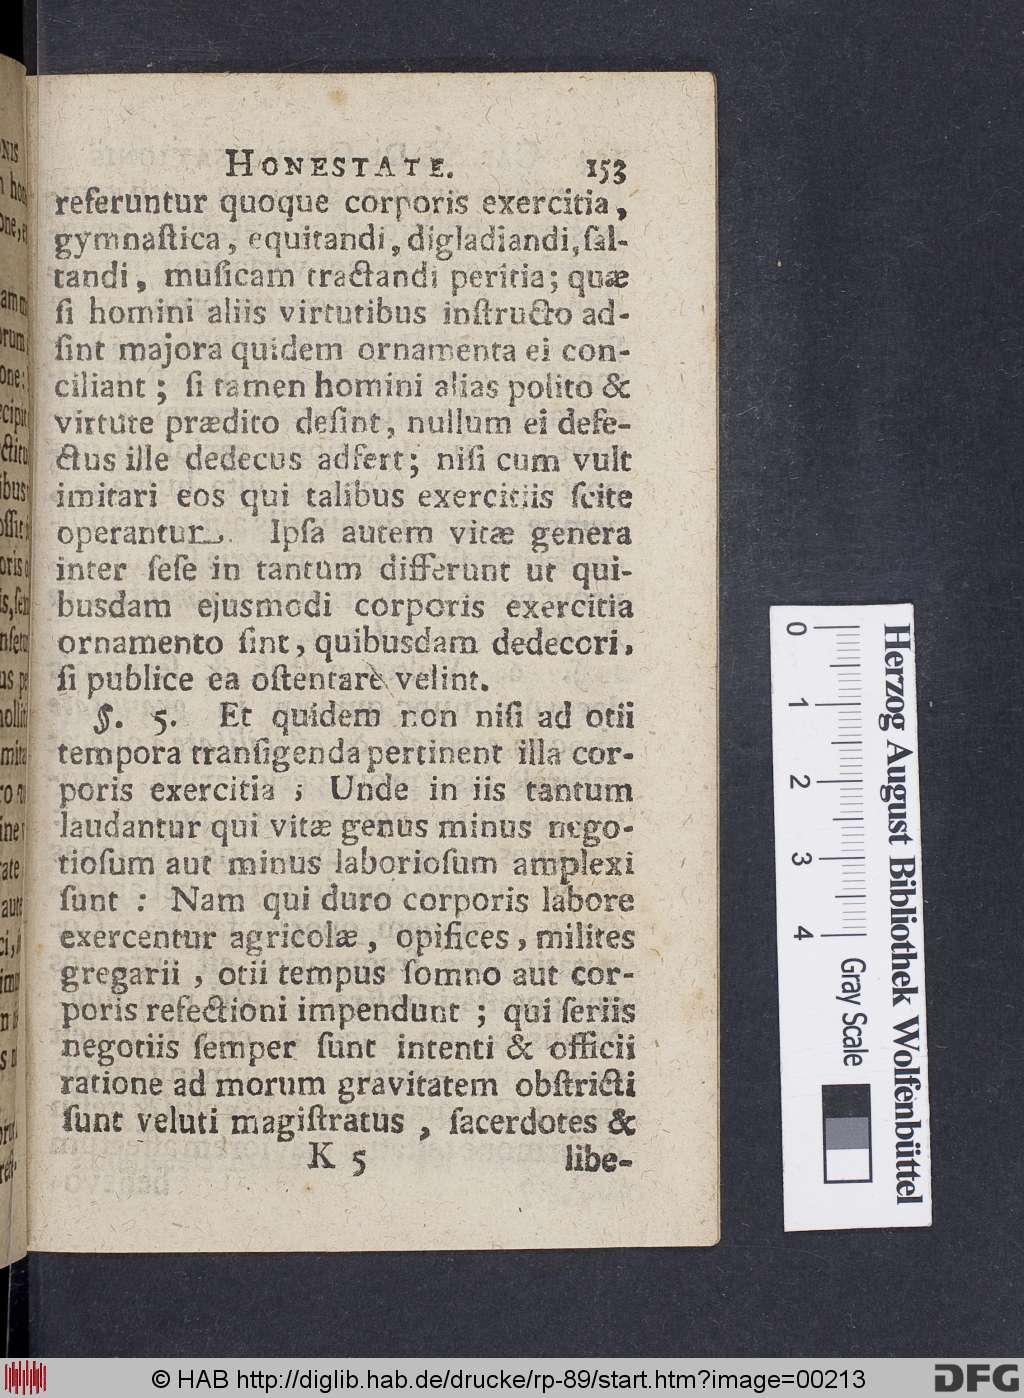 HONESTATE. 153
referuntur quoque corporis exercitia,
gymnaſtica, equitandi, digladiandi, ſal-
tandi, muſicam tractandi peritia; quæ
ſi homini aliis virtutibus inſtructo ad-
ſint majora quidem ornamenta ei con-
ciliant; ſi tamen homini alias polito &
virtute prædito deſint, nullum ei defe-
ctus ille dedecus adfert; niſi cum vult
imitari eos qui talibus exercitiis ſcite
operantur. Ipſa autem vitæ genera
inter ſeſe in tantum differunt ut qui-
busdam ejusmodi corporis exercitia
ornamento ſint, quibusdam dedecori,
ſi publice ea oſtentare velint.
§. 5. Et quidem non niſi ad otii
tempora tranſigenda pertinent illa cor-
poris exercitia; Unde in iis tantum
laudantur qui vitæ genus minus nego-
tioſum aut minus laborioſum amplexi
ſunt: Nam qui duro corporis labore
exercentur agricolæ, opifices, milites
gregarii, otii tempus ſomno aut cor-
poris refectioni impendunt; qui ſeriis
negotiis ſemper ſunt intenti & officii
ratione ad morum gravitatem obſtricti
ſunt veluti magiſtratus, ſacerdotes &
K 5 libe-
0 1 2 3 4 Gray Scale
Herzog August Bibliothek Wolfenbüttel
© HAB http://diglib.hab.de/drucke/rp-89/start.htm?image=00213
DFG